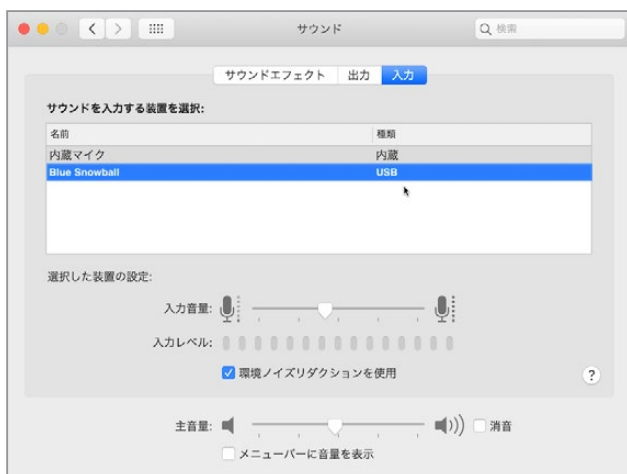 サウンド
検索
サウンドエフェクト 出力 入力
サウンドを入力する装置を選択:
名前 種類
内蔵マイク 内蔵
Blue Snowball USB
選択した装置の設定:
入力音量:
入力レベル:
環境ノイズリダクションを使用
?
主音量: 消音
メニューバーに音量を表示